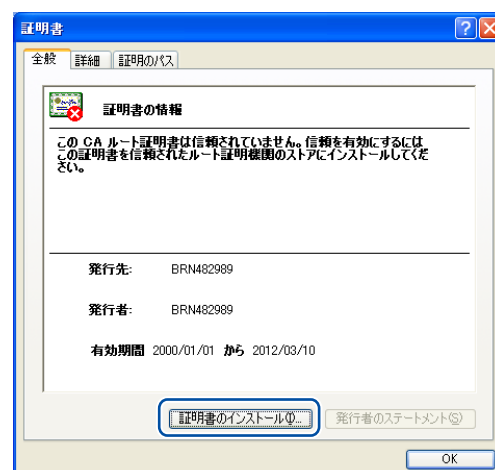 証明書
全般 詳細 証明のパス
証明書の情報
この CA ルート証明書は信頼されていません。信頼を有効にするには
この証明書を信頼されたルート証明機関のストアにインストールしてくだ
さい。
発行先: BRN482989
発行者: BRN482989
有効期間 2000/01/01 から 2012/03/10
証明書のインストール(I)... 発行者のステートメント(S)
OK